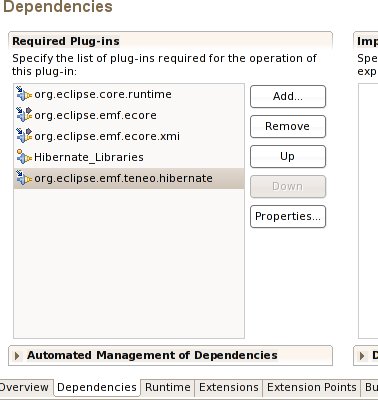 Dependencies
Required Plug-ins
Specify the list of plug-ins required for the operation of
this plug-in:
org.eclipse.core.runtime
org.eclipse.emf.ecore
org.eclipse.emf.ecore.xmi
Hibernate_Libraries
org.eclipse.emf.teneo.hibernate
Add...
Remove
Up
Down
Properties...
Automated Management of Dependencies
Imp
Spe
exp
D
Overview Dependencies Runtime Extensions Extension Points Bu